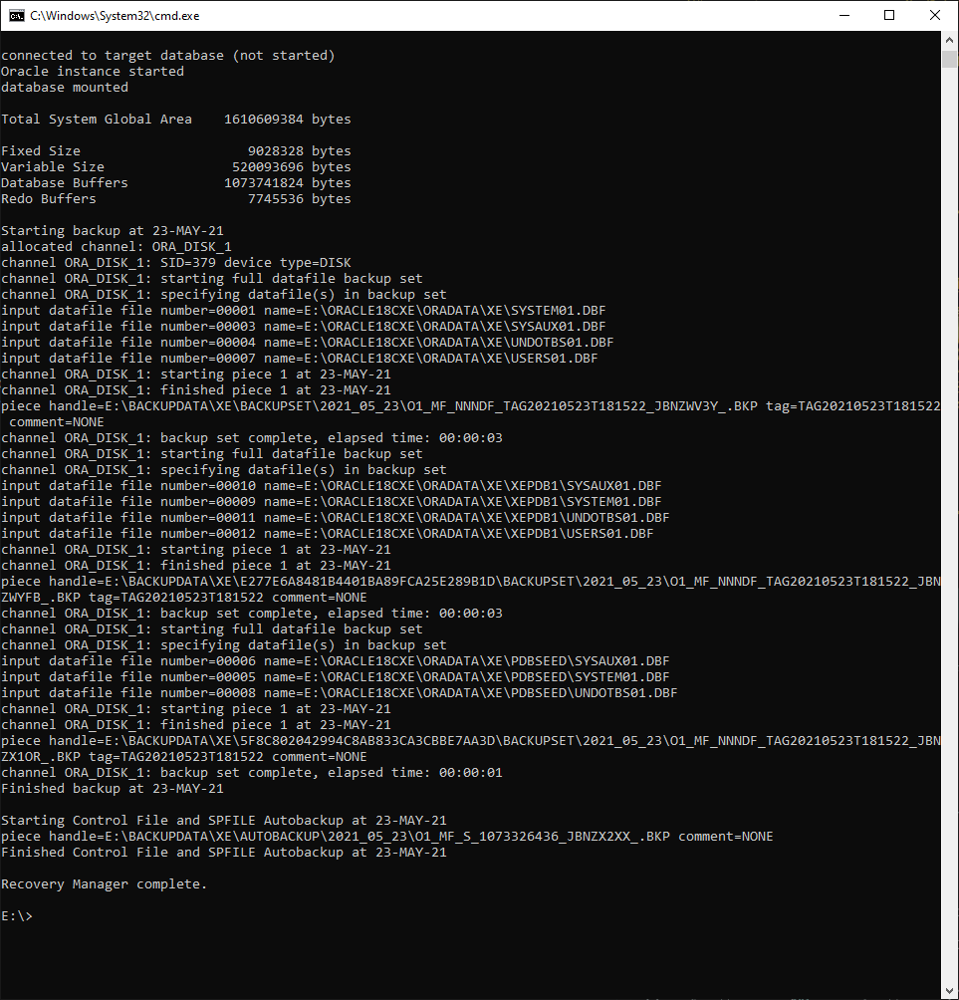 C:\Windows\System32\cmd.exe
connected to target database (not started)
Oracle instance started
database mounted
Total System Global Area    1610609384 bytes
Fixed Size                     9028328 bytes
Variable Size                520093696 bytes
Database Buffers            1073741824 bytes
Redo Buffers                   7745536 bytes
Starting backup at 23-MAY-21
allocated channel: ORA_DISK_1
channel ORA_DISK_1: SID=379 device type=DISK
channel ORA_DISK_1: starting full datafile backup set
channel ORA_DISK_1: specifying datafile(s) in backup set
input datafile file number=00001 name=E:\ORACLE18CXE\ORADATA\XE\SYSTEM01.DBF
input datafile file number=00003 name=E:\ORACLE18CXE\ORADATA\XE\SYSAUX01.DBF
input datafile file number=00004 name=E:\ORACLE18CXE\ORADATA\XE\UNDOTBS01.DBF
input datafile file number=00007 name=E:\ORACLE18CXE\ORADATA\XE\USERS01.DBF
channel ORA_DISK_1: starting piece 1 at 23-MAY-21
channel ORA_DISK_1: finished piece 1 at 23-MAY-21
piece handle=E:\BACKUPDATA\XE\BACKUPSET\2021_05_23\O1_MF_NNNDF_TAG20210523T181522_JBNZWV3Y_.BKP tag=TAG20210523T181522
 comment=NONE
channel ORA_DISK_1: backup set complete, elapsed time: 00:00:03
channel ORA_DISK_1: starting full datafile backup set
channel ORA_DISK_1: specifying datafile(s) in backup set
input datafile file number=00010 name=E:\ORACLE18CXE\ORADATA\XE\XEPDB1\SYSAUX01.DBF
input datafile file number=00009 name=E:\ORACLE18CXE\ORADATA\XE\XEPDB1\SYSTEM01.DBF
input datafile file number=00011 name=E:\ORACLE18CXE\ORADATA\XE\XEPDB1\UNDOTBS01.DBF
input datafile file number=00012 name=E:\ORACLE18CXE\ORADATA\XE\XEPDB1\USERS01.DBF
channel ORA_DISK_1: starting piece 1 at 23-MAY-21
channel ORA_DISK_1: finished piece 1 at 23-MAY-21
piece handle=E:\BACKUPDATA\XE\E277E6A8481B4401BA89FCA25E289B1D\BACKUPSET\2021_05_23\O1_MF_NNNDF_TAG20210523T181522_JBN
ZWYFB_.BKP tag=TAG20210523T181522 comment=NONE
channel ORA_DISK_1: backup set complete, elapsed time: 00:00:03
channel ORA_DISK_1: starting full datafile backup set
channel ORA_DISK_1: specifying datafile(s) in backup set
input datafile file number=00006 name=E:\ORACLE18CXE\ORADATA\XE\PDBSEED\SYSAUX01.DBF
input datafile file number=00005 name=E:\ORACLE18CXE\ORADATA\XE\PDBSEED\SYSTEM01.DBF
input datafile file number=00008 name=E:\ORACLE18CXE\ORADATA\XE\PDBSEED\UNDOTBS01.DBF
channel ORA_DISK_1: starting piece 1 at 23-MAY-21
channel ORA_DISK_1: finished piece 1 at 23-MAY-21
piece handle=E:\BACKUPDATA\XE\5F8C802042994C8AB833CA3CBBE7AA3D\BACKUPSET\2021_05_23\O1_MF_NNNDF_TAG20210523T181522_JBN
ZX1OR_.BKP tag=TAG20210523T181522 comment=NONE
channel ORA_DISK_1: backup set complete, elapsed time: 00:00:01
Finished backup at 23-MAY-21
Starting Control File and SPFILE Autobackup at 23-MAY-21
piece handle=E:\BACKUPDATA\XE\AUTOBACKUP\2021_05_23\O1_MF_S_1073326436_JBNZX2XX_.BKP comment=NONE
Finished Control File and SPFILE Autobackup at 23-MAY-21
Recovery Manager complete.
E:\>